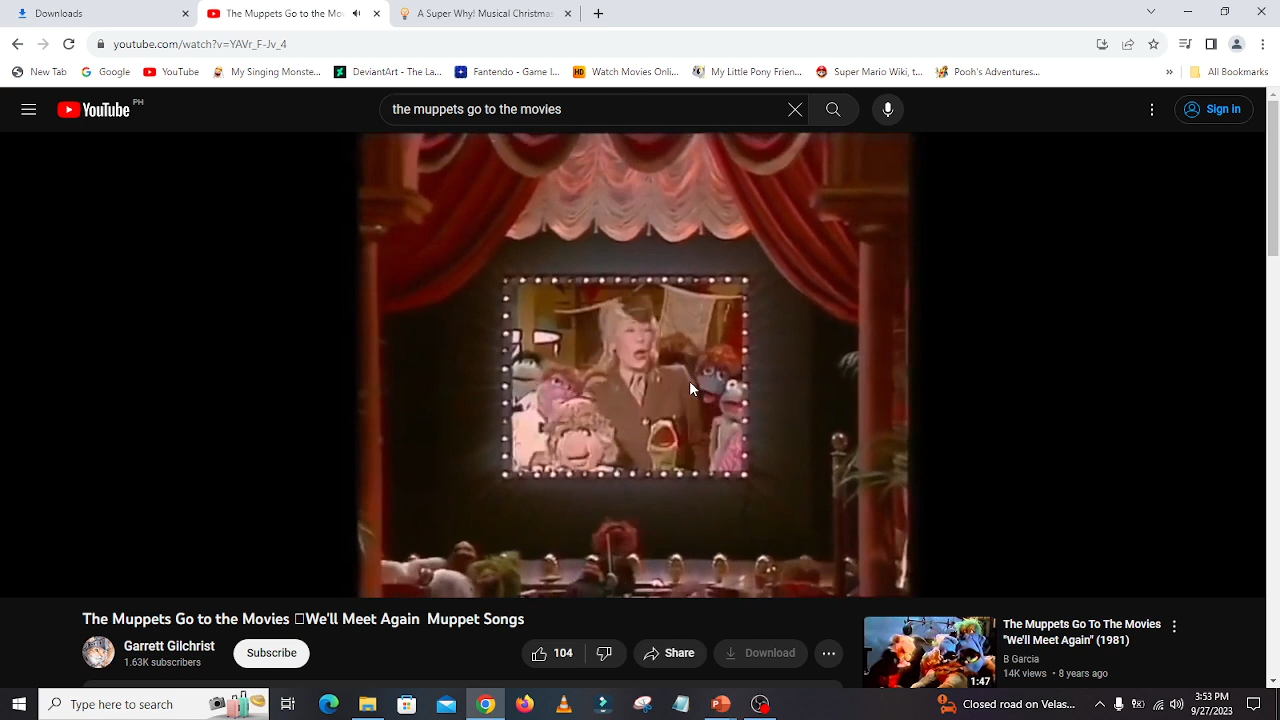 Downloads
The Muppets Go to the Mov
A Super Why! Musical Christmas
youtube.com/watch?v=YAVr_F-Jv_4
New Tab
Google
YouTube
My Singing Monste...
DeviantArt - The La...
Fantendo - Game I...
HD
Watch Movies Onli...
My Little Pony Frien...
Super Mario Wiki, t...
Pooh's Adventures...
»
All Bookmarks
YouTube PH
the muppets go to the movies
Sign in
The Muppets Go to the Movies We'll Meet Again Muppet Songs
Garrett Gilchrist
1.63K subscribers
Subscribe
104
Share
Download
The Muppets Go To The Movies
"We'll Meet Again" (1981)
B Garcia
14K views • 8 years ago
1:47
Type here to search
Closed road on Velas...
3:53 PM
9/27/2023